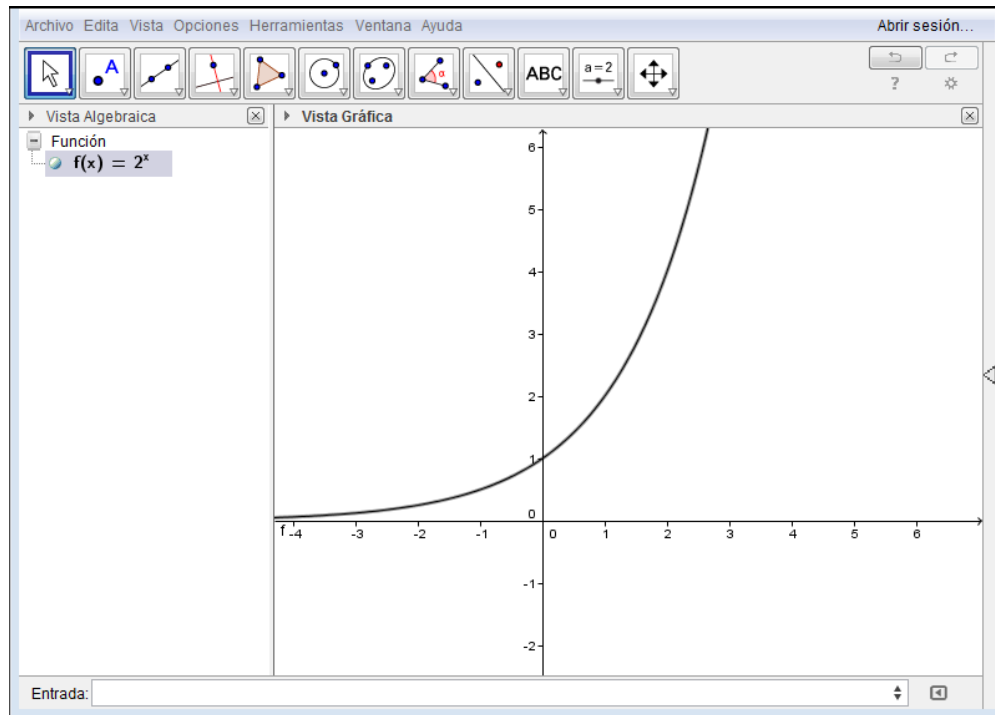 Archivo Edita Vista Opciones Herramientas Ventana Ayuda Abrir sesión...
A α ABC a=2 ?
Vista Algebraica Vista Gráfica
Función
f(x) = 2ˣ
6
5
4
3
2
1
0
f -4 -3 -2 -1 0 1 2 3 4 5 6
-1
-2
Entrada: